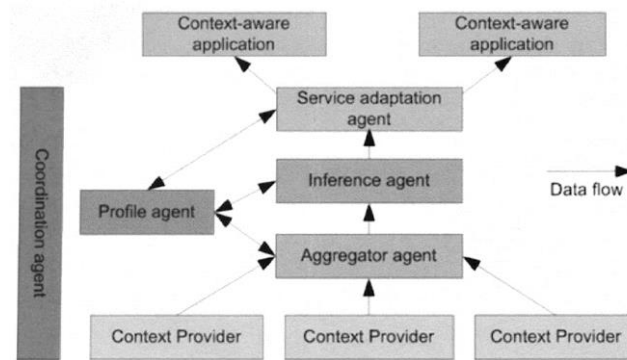 Context-aware
application
Context-aware
application
Service adaptation
agent
Coordination agent
Inference agent
Data flow
Profile agent
Aggregator agent
Context Provider
Context Provider
Context Provider